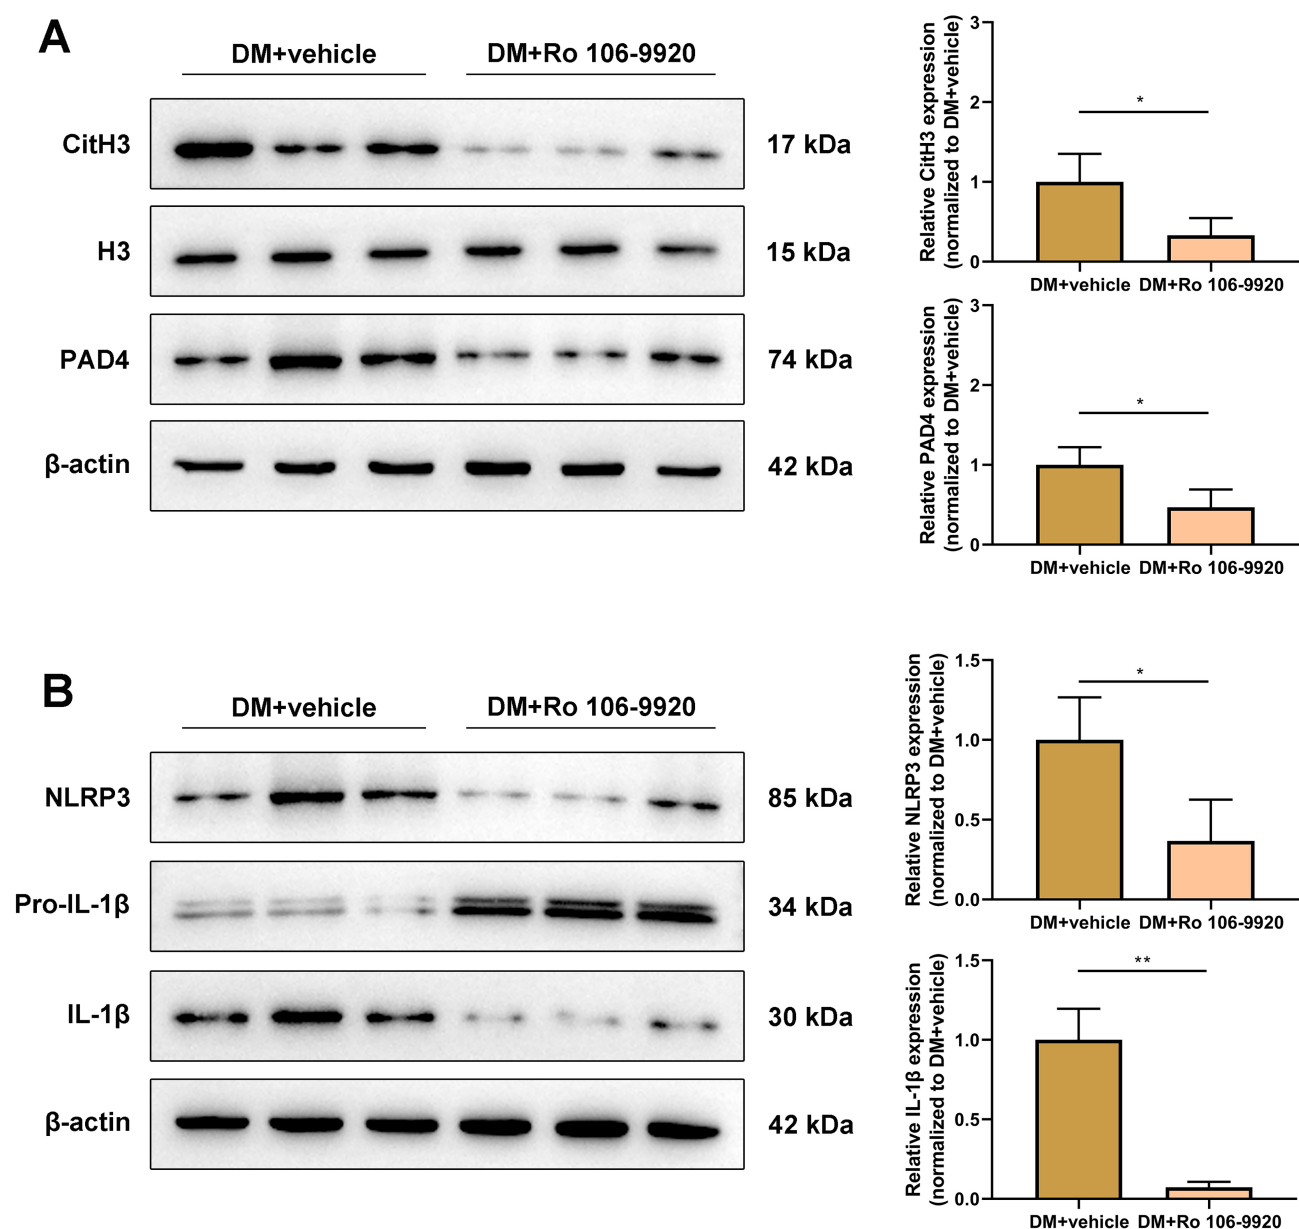 A
DM+vehicle
DM+Ro 106-9920
CitH3
17 kDa
H3
15 kDa
PAD4
74 kDa
β-actin
42 kDa
Relative CitH3 expression
(normalized to DM+vehicle)
3
2
1
0
*
DM+vehicle
DM+Ro 106-9920
Relative PAD4 expression
(normalized to DM+vehicle)
3
2
1
0
*
DM+vehicle
DM+Ro 106-9920
B
DM+vehicle
DM+Ro 106-9920
NLRP3
85 kDa
Pro-IL-1β
34 kDa
IL-1β
30 kDa
β-actin
42 kDa
Relative NLRP3 expression
(normalized to DM+vehicle)
1.5
1.0
0.5
0.0
*
DM+vehicle
DM+Ro 106-9920
Relative IL-1β expression
(normalized to DM+vehicle)
1.5
1.0
0.5
0.0
**
DM+vehicle
DM+Ro 106-9920